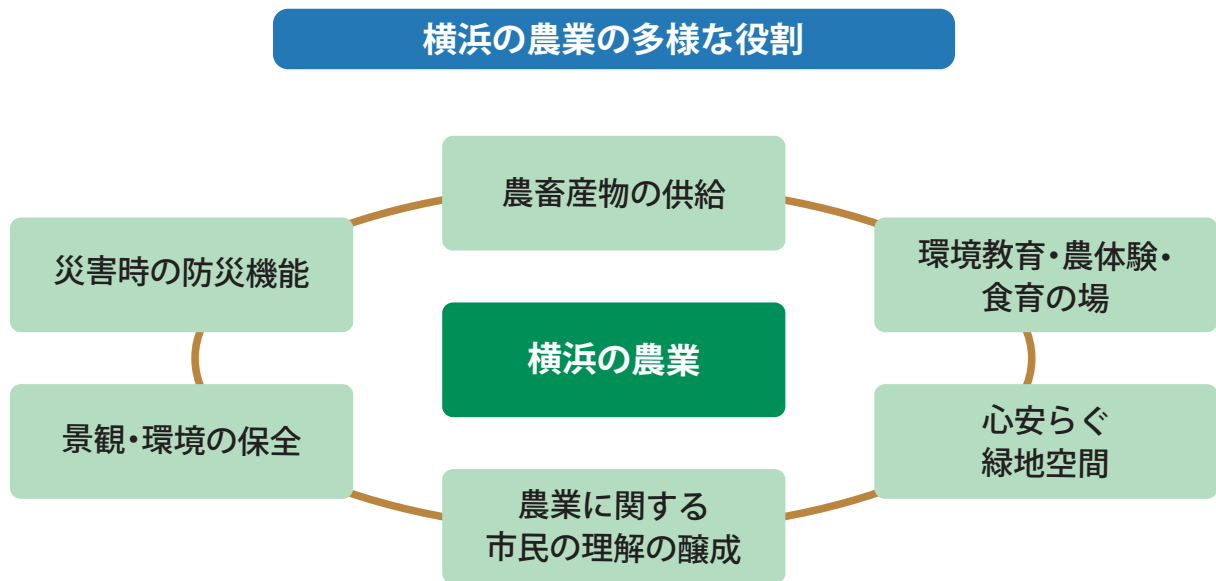 横浜の農業の多様な役割
農畜産物の供給
災害時の防災機能
環境教育・農体験・
食育の場
横浜の農業
景観・環境の保全
心安らぐ
緑地空間
農業に関する
市民の理解の醸成